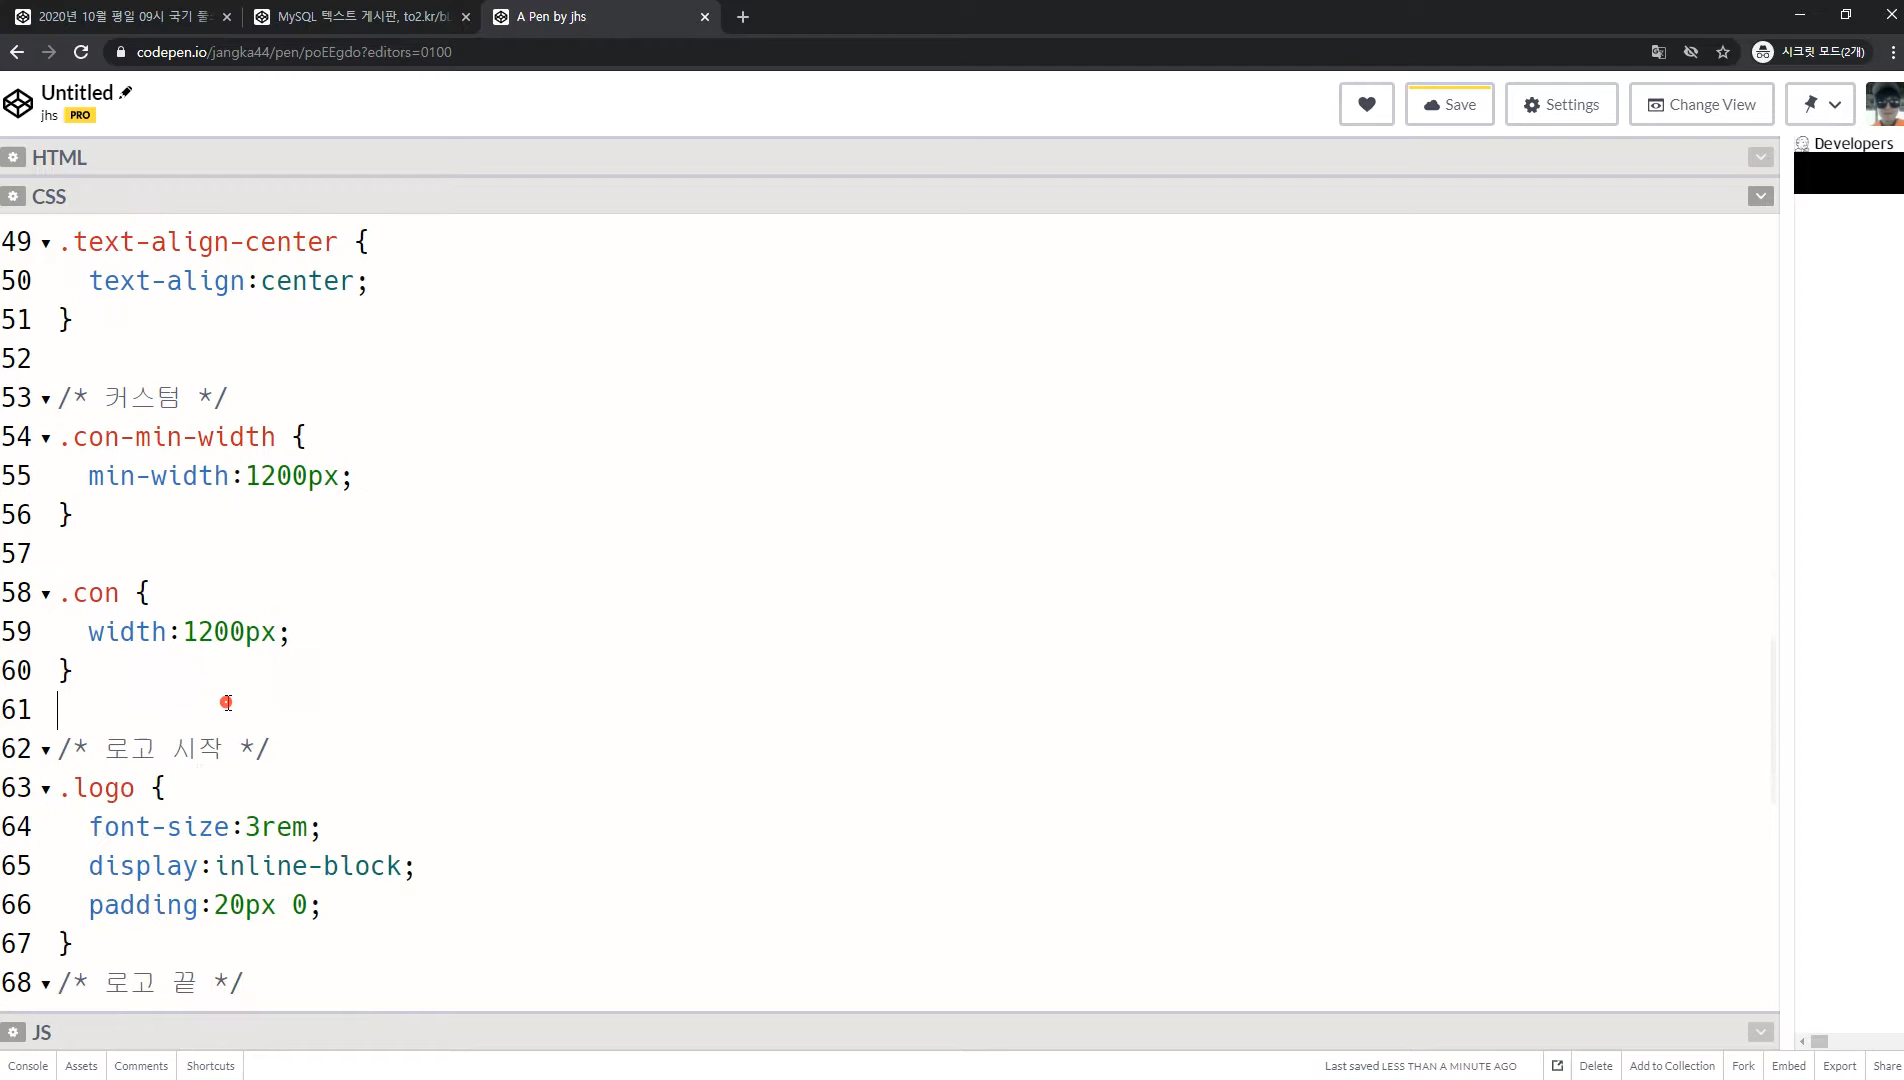 2020년 10월 평일 09시 국기 풀
MySQL 텍스트 게시판, to2.kr/bl
A Pen by jhs
codepen.io/jangka44/pen/poEEgdo?editors=0100
시크릿 모드(2개)
Untitled
jhs PRO
Save
Settings
Change View
HTML
Developers
CSS
49 .text-align-center {
50 text-align:center;
51 }
52
53 /* 커스텀 */
54 .con-min-width {
55 min-width:1200px;
56 }
57
58 .con {
59 width:1200px;
60 }
61
62 /* 로고 시작 */
63 .logo {
64 font-size:3rem;
65 display:inline-block;
66 padding:20px 0;
67 }
68 /* 로고 끝 */
JS
Console Assets Comments Shortcuts Last saved LESS THAN A MINUTE AGO Delete Add to Collection Fork Embed Export Share